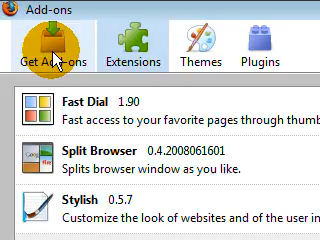 Add-ons
Get Add-ons Extensions Themes Plugins
Fast Dial 1.90
Fast access to your favorite pages through thumb
Split Browser 0.4.2008061601
Splits browser window as you like.
Stylish 0.5.7
Customize the look of websites and of the user in